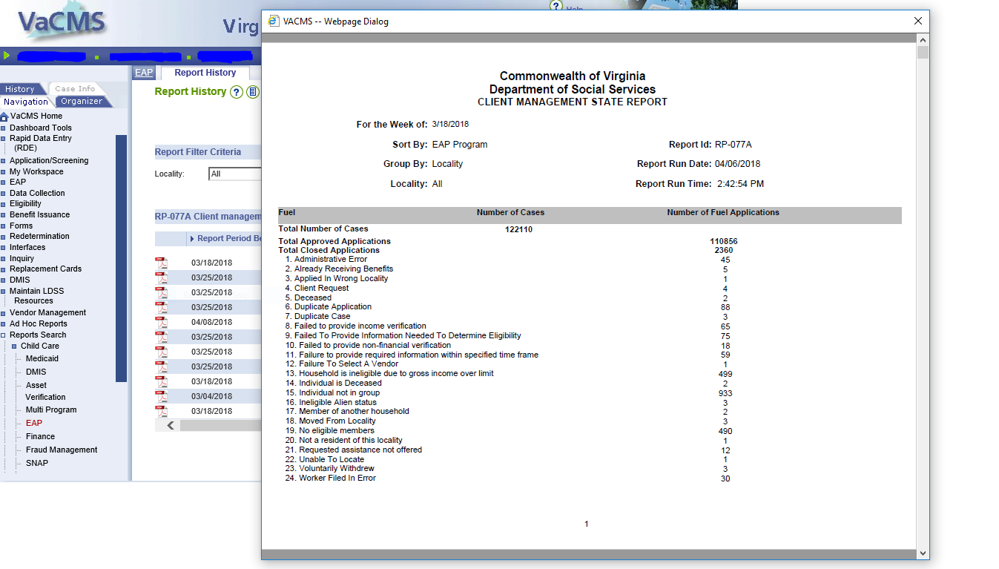 VaCMS
Virg
Help
VACMS -- Webpage Dialog
EAP
Report History
History
Case Info
Navigation
Organizer
VaCMS Home
Dashboard Tools
Rapid Data Entry
(RDE)
Application/Screening
My Workspace
EAP
Data Collection
Eligibility
Benefit Issuance
Forms
Redetermination
Interfaces
Inquiry
Replacement Cards
DMIS
Maintain LDSS
Resources
Vendor Management
Ad Hoc Reports
Reports Search
Child Care
Medicaid
DMIS
Asset
Verification
Multi Program
EAP
Finance
Fraud Management
SNAP
Report History
Report Filter Criteria
Locality: All
RP-077A Client managem
Report Period Be
03/18/2018
03/25/2018
03/25/2018
03/25/2018
04/08/2018
03/25/2018
03/25/2018
03/25/2018
03/18/2018
03/04/2018
03/18/2018
Commonwealth of Virginia
Department of Social Services
CLIENT MANAGEMENT STATE REPORT
For the Week of: 3/18/2018
Sort By: EAP Program Report Id: RP-077A
Group By: Locality Report Run Date: 04/06/2018
Locality: All Report Run Time: 2:42:54 PM
Fuel Number of Cases Number of Fuel Applications
Total Number of Cases 122110
Total Approved Applications 110856
Total Closed Applications 2360
1. Administrative Error 45
2. Already Receiving Benefits 5
3. Applied In Wrong Locality 1
4. Client Request 4
5. Deceased 2
6. Duplicate Application 88
7. Duplicate Case 3
8. Failed to provide income verification 65
9. Failed To Provide Information Needed To Determine Eligibility 75
10. Failed to provide non-financial verification 18
11. Failure to provide required information within specified time frame 59
12. Failure To Select A Vendor 1
13. Household is ineligible due to gross income over limit 499
14. Individual is Deceased 2
15. Individual not in group 933
16. Ineligible Alien status 3
17. Member of another household 2
18. Moved From Locality 3
19. No eligible members 490
20. Not a resident of this locality 1
21. Requested assistance not offered 12
22. Unable To Locate 1
23. Voluntarily Withdrew 3
24. Worker Filed In Error 30
1